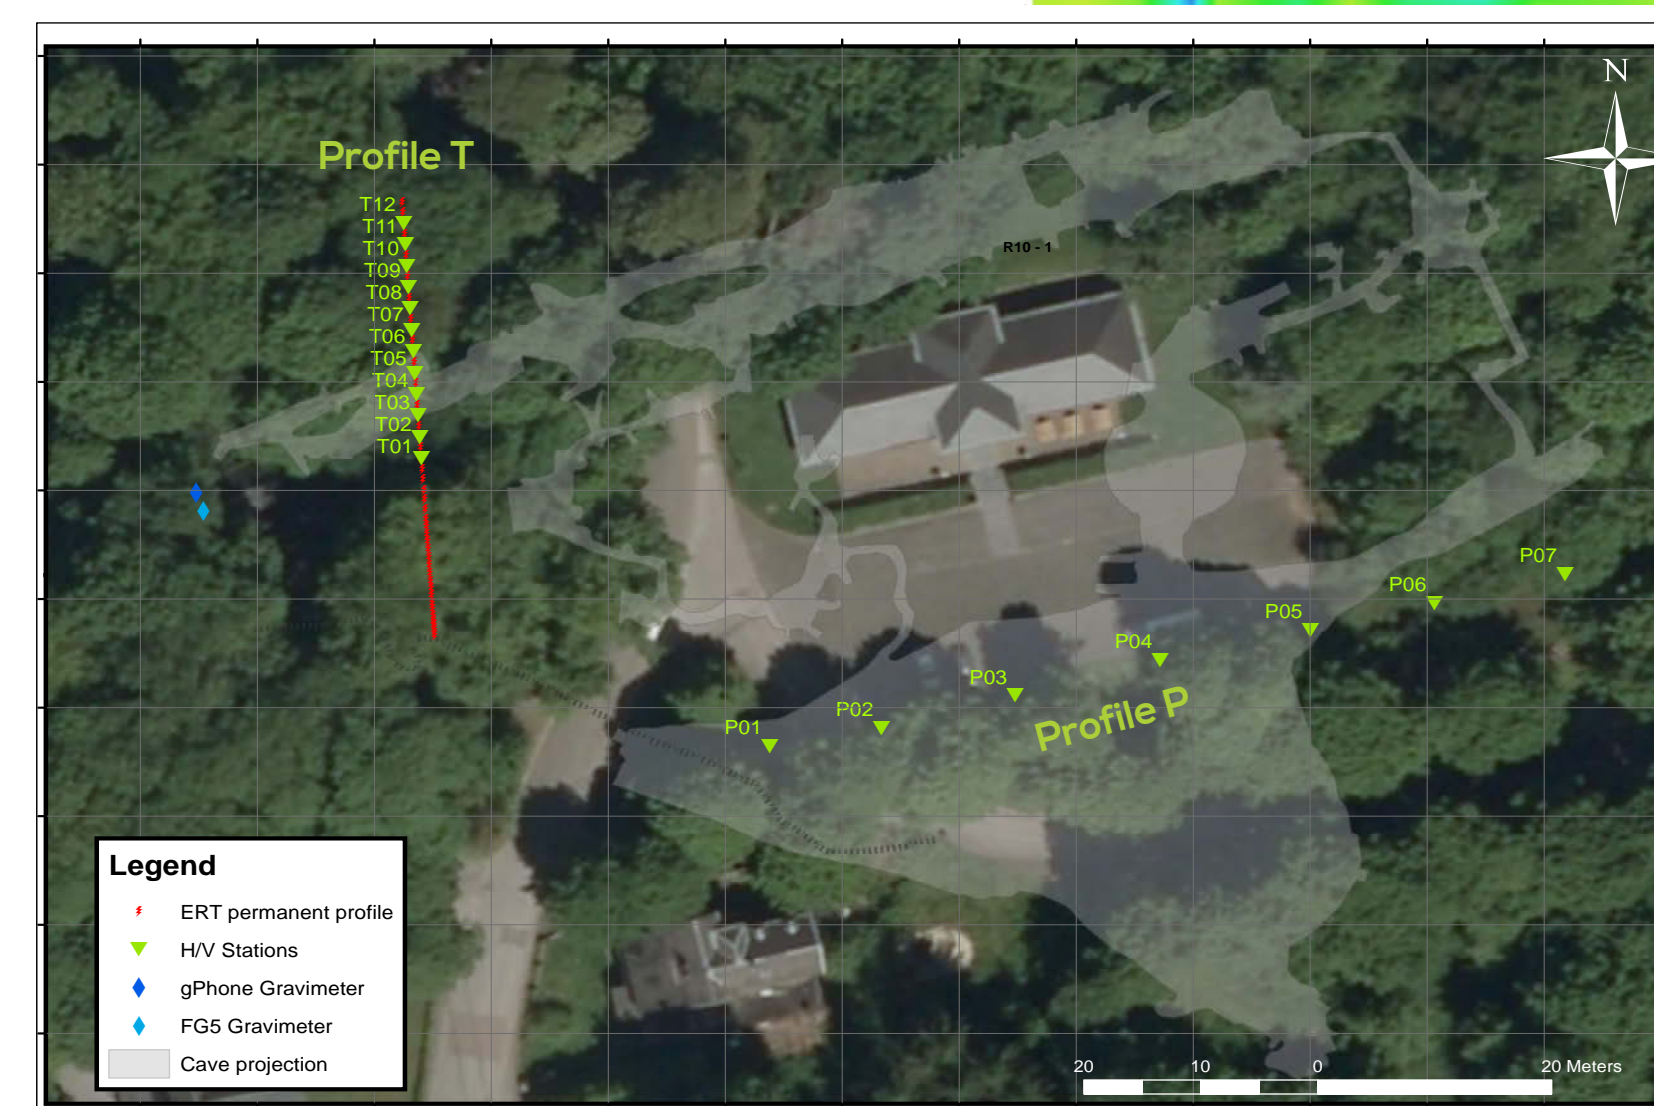 N
Profile T
T12
T11
T10
T09
T08
T07
T06
T05
T04
T03
T02
T01
R10 - 1
P07
P06
P05
P04
P03
P02
P01
Profile P
Legend
ERT permanent profile
H/V Stations
gPhone Gravimeter
FG5 Gravimeter
Cave projection
20 10 0 20 Meters